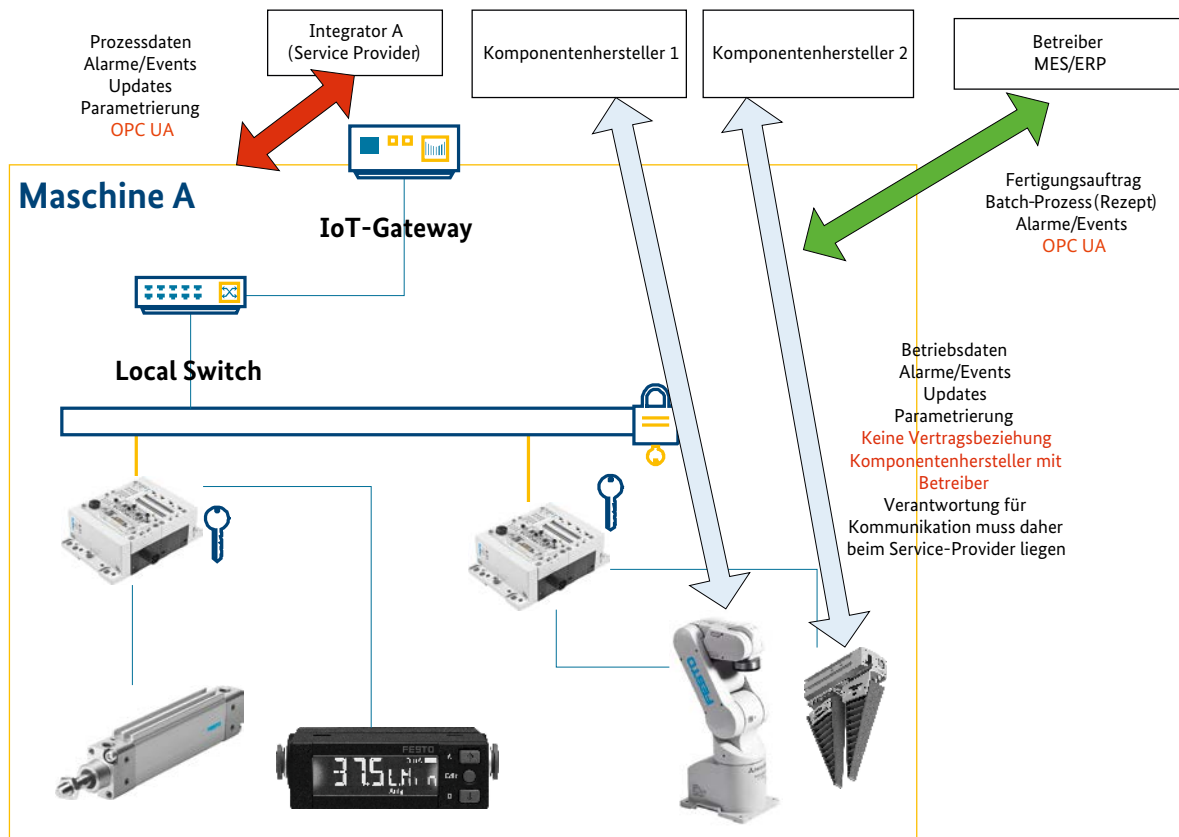 Prozessdaten
Alarme/Events
Updates
Parametrierung
OPC UA
Integrator A
(Service Provider)
Komponentenhersteller 1
Komponentenhersteller 2
Betreiber
MES/ERP
Maschine A
IoT-Gateway
Fertigungsauftrag
Batch-Prozess (Rezept)
Alarme/Events
OPC UA
Local Switch
Betriebsdaten
Alarme/Events
Updates
Parametrierung
Keine Vertragsbeziehung
Komponentenhersteller mit
Betreiber
Verantwortung für
Kommunikation muss daher
beim Service-Provider liegen
FESTO
FESTO
37.5 L/min
A
Edit
B